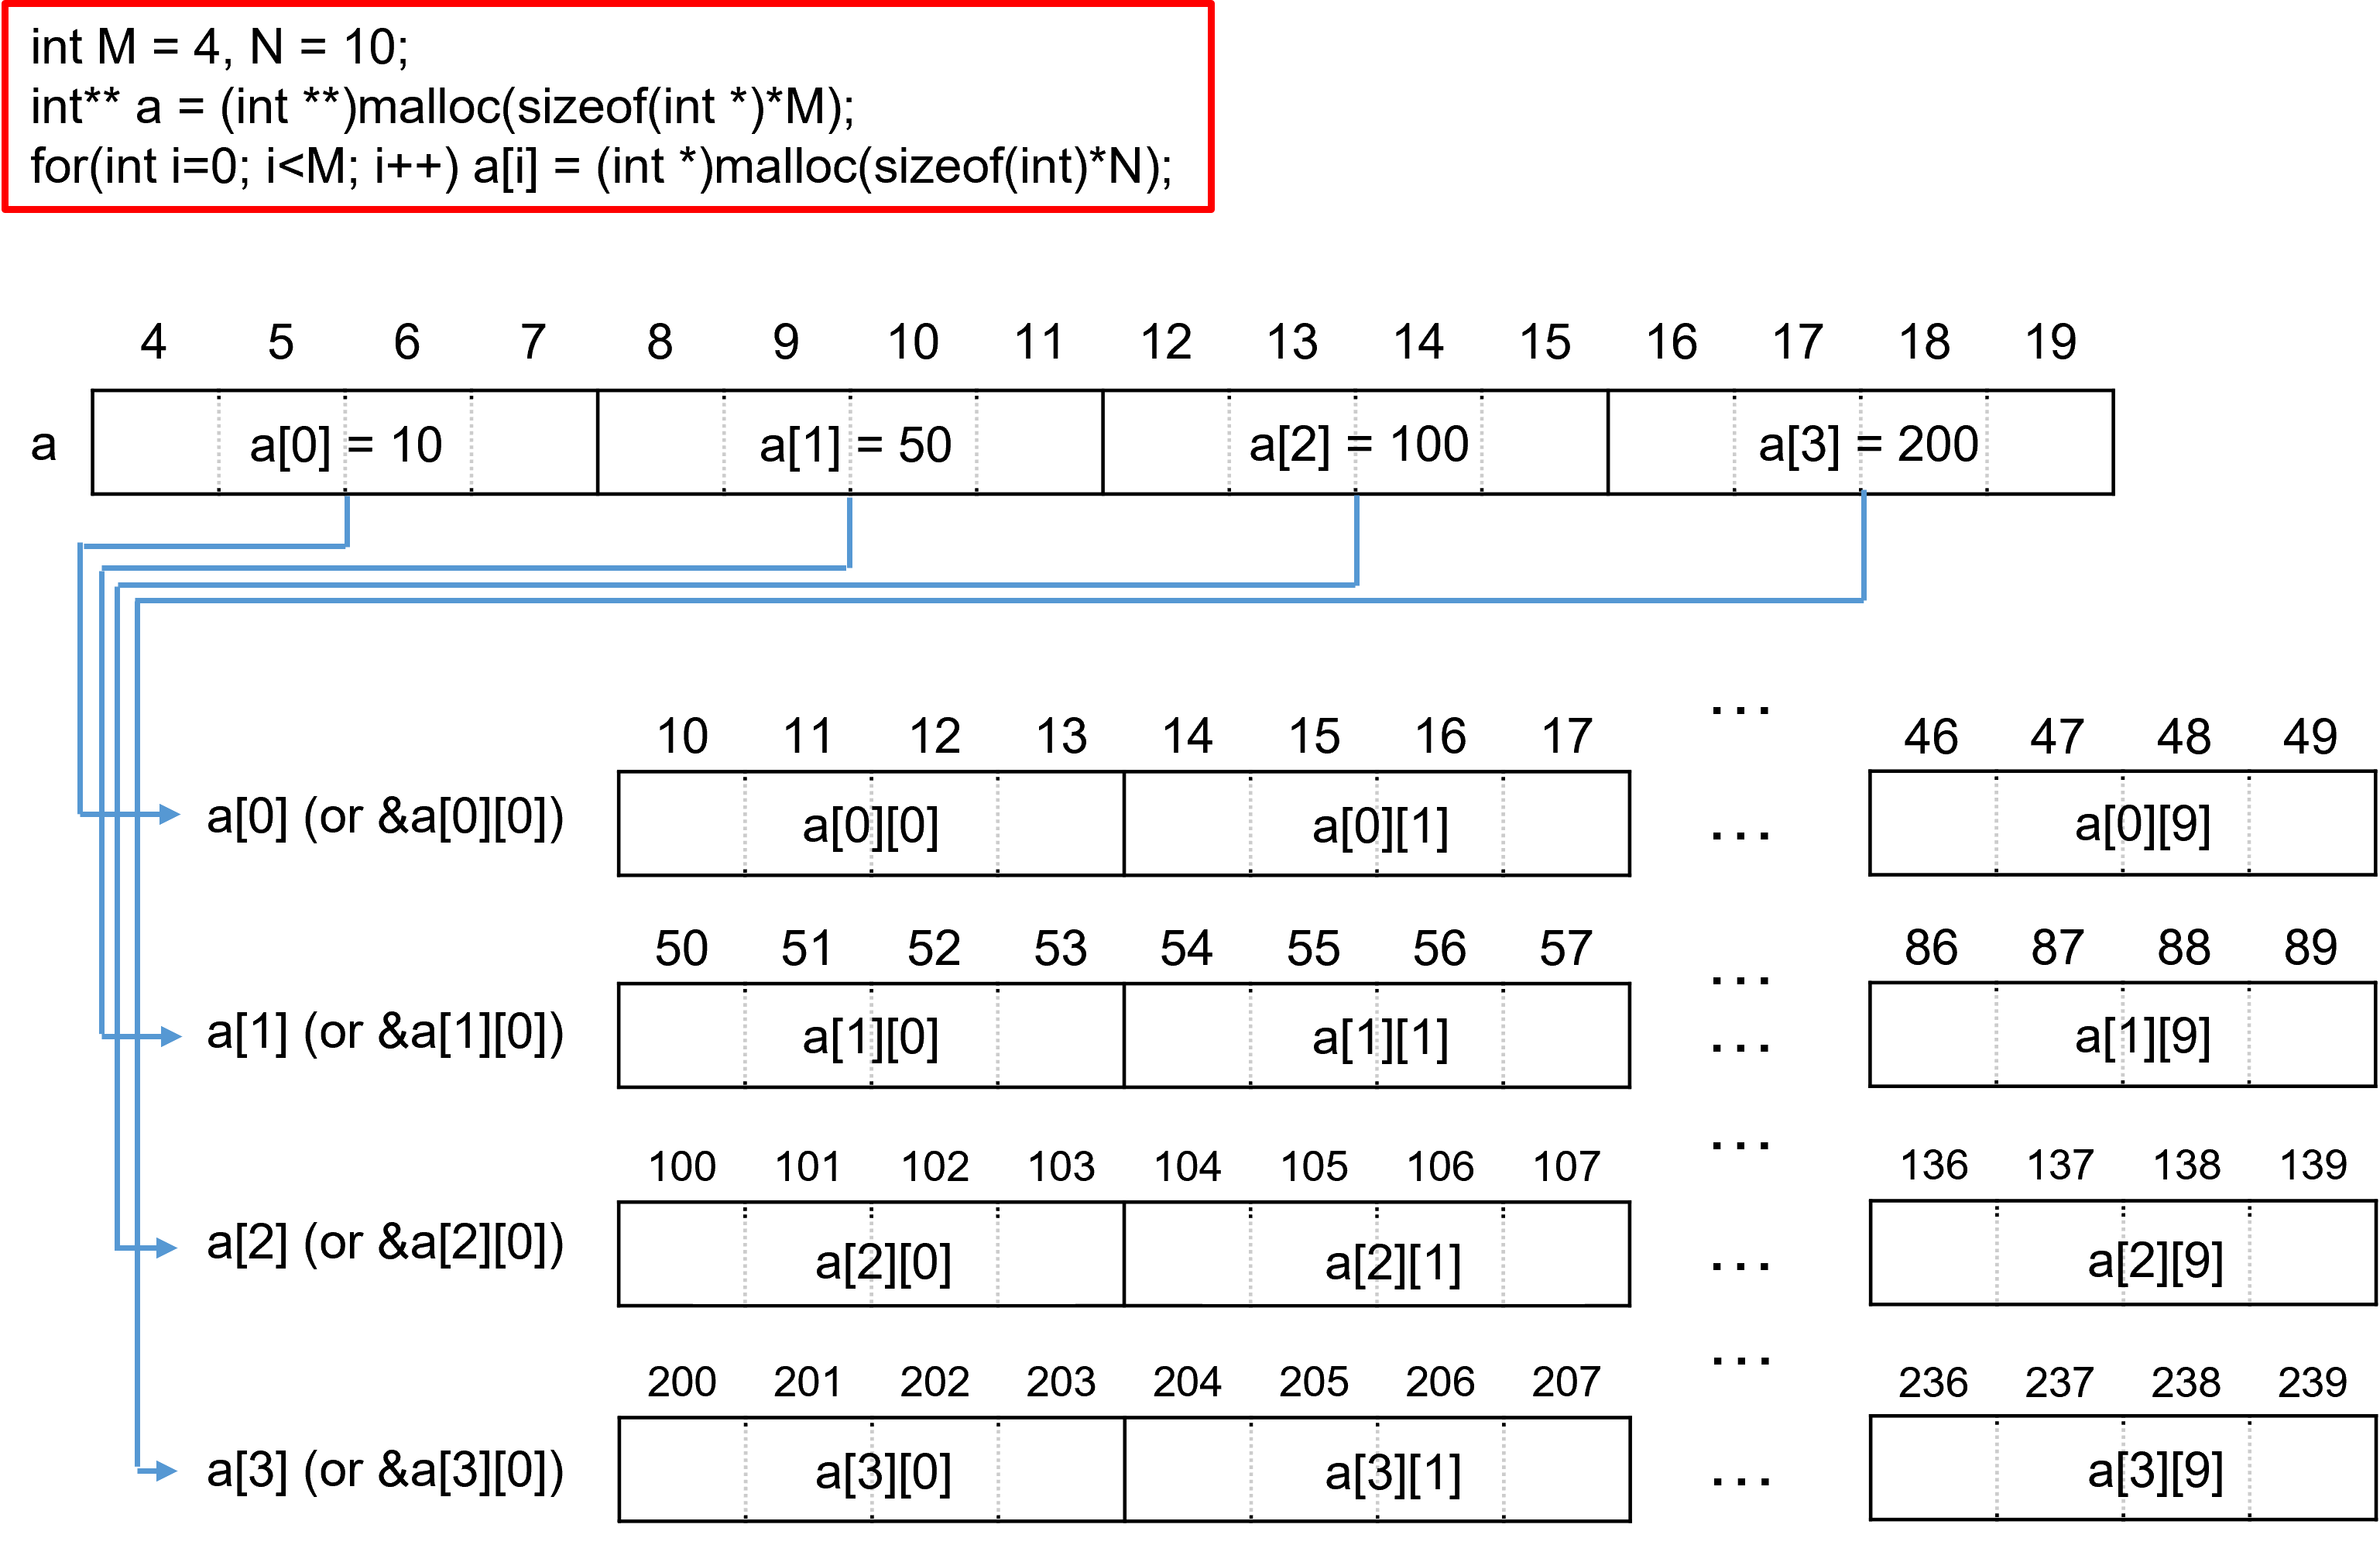 int M = 4, N = 10;
int** a = (int **)malloc(sizeof(int *)*M);
for(int i=0; i<M; i++) a[i] = (int *)malloc(sizeof(int)*N);
4 5 6 7 8 9 10 11 12 13 14 15 16 17 18 19
a a[0] = 10 a[1] = 50 a[2] = 100 a[3] = 200
10 11 12 13 14 15 16 17 ... 46 47 48 49
a[0] (or &a[0][0]) a[0][0] a[0][1] ... a[0][9]
50 51 52 53 54 55 56 57 ... 86 87 88 89
a[1] (or &a[1][0]) a[1][0] a[1][1] ... a[1][9]
100 101 102 103 104 105 106 107 ... 136 137 138 139
a[2] (or &a[2][0]) a[2][0] a[2][1] ... a[2][9]
200 201 202 203 204 205 206 207 ... 236 237 238 239
a[3] (or &a[3][0]) a[3][0] a[3][1] ... a[3][9]